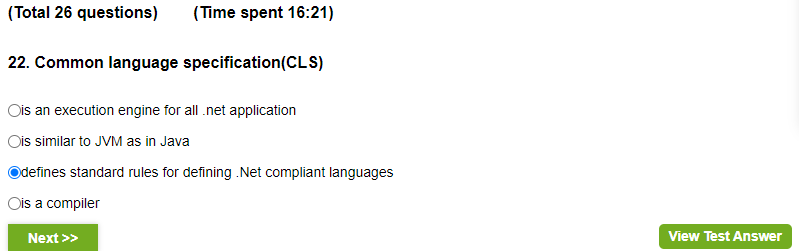 (Total 26 questions) (Time spent 16:21)
22. Common language specification(CLS)
is an execution engine for all .net application
is similar to JVM as in Java
defines standard rules for defining .Net compliant languages
is a compiler
Next >> View Test Answer